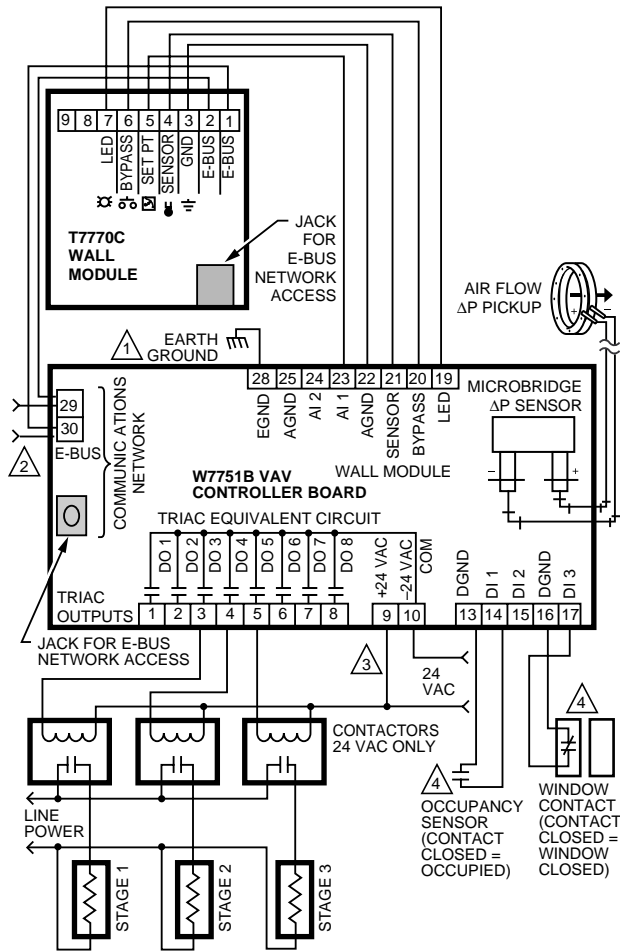 9 8 7 6 5 4 3 2 1
LED
BYPASS
SET PT
SENSOR
GND
E-BUS
E-BUS
T7770C
WALL
MODULE
JACK
FOR
E-BUS
NETWORK
ACCESS
AIR FLOW
ΔP PICKUP
+ −
1
EARTH
GROUND
28 25 24 23 22 21 20 19
EGND
AGND
AI 2
AI 1
AGND
SENSOR
BYPASS
LED
MICROBRIDGE
ΔP SENSOR
− +
29
30
E-BUS
2
COMMUNIC ATIONS
NETWORK
WALL MODULE
W7751B VAV
CONTROLLER BOARD
TRIAC EQUIVALENT CIRCUIT
DO 1
DO 2
DO 3
DO 4
DO 5
DO 6
DO 7
DO 8
+24 VAC
−24 VAC
COM
DGND
DI 1
DI 2
DGND
DI 3
TRIAC
OUTPUTS
1 2 3 4 5 6 7 8 9 10 13 14 15 16 17
JACK FOR E-BUS
NETWORK ACCESS
3
24
VAC
CONTACTORS
24 VAC ONLY
4
OCCUPANCY
SENSOR
(CONTACT
CLOSED =
OCCUPIED)
4
WINDOW
CONTACT
(CONTACT
CLOSED =
WINDOW
CLOSED)
LINE
POWER
STAGE 1
STAGE 2
STAGE 3